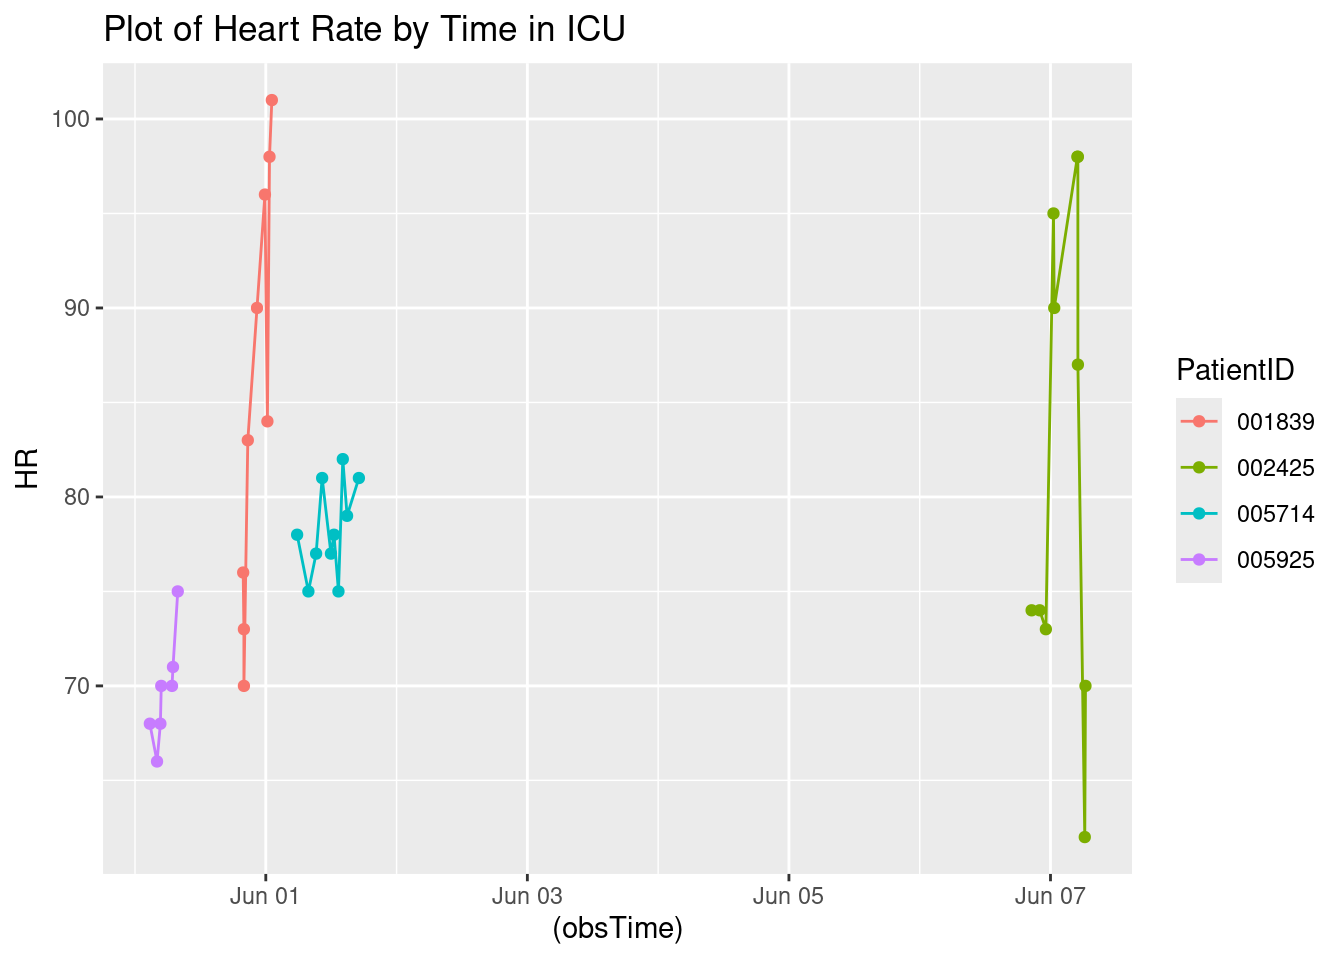 Plot of Heart Rate by Time in ICU
100
90
80
70
HR
Jun 01
Jun 03
Jun 05
Jun 07
(obsTime)
PatientID
001839
002425
005714
005925